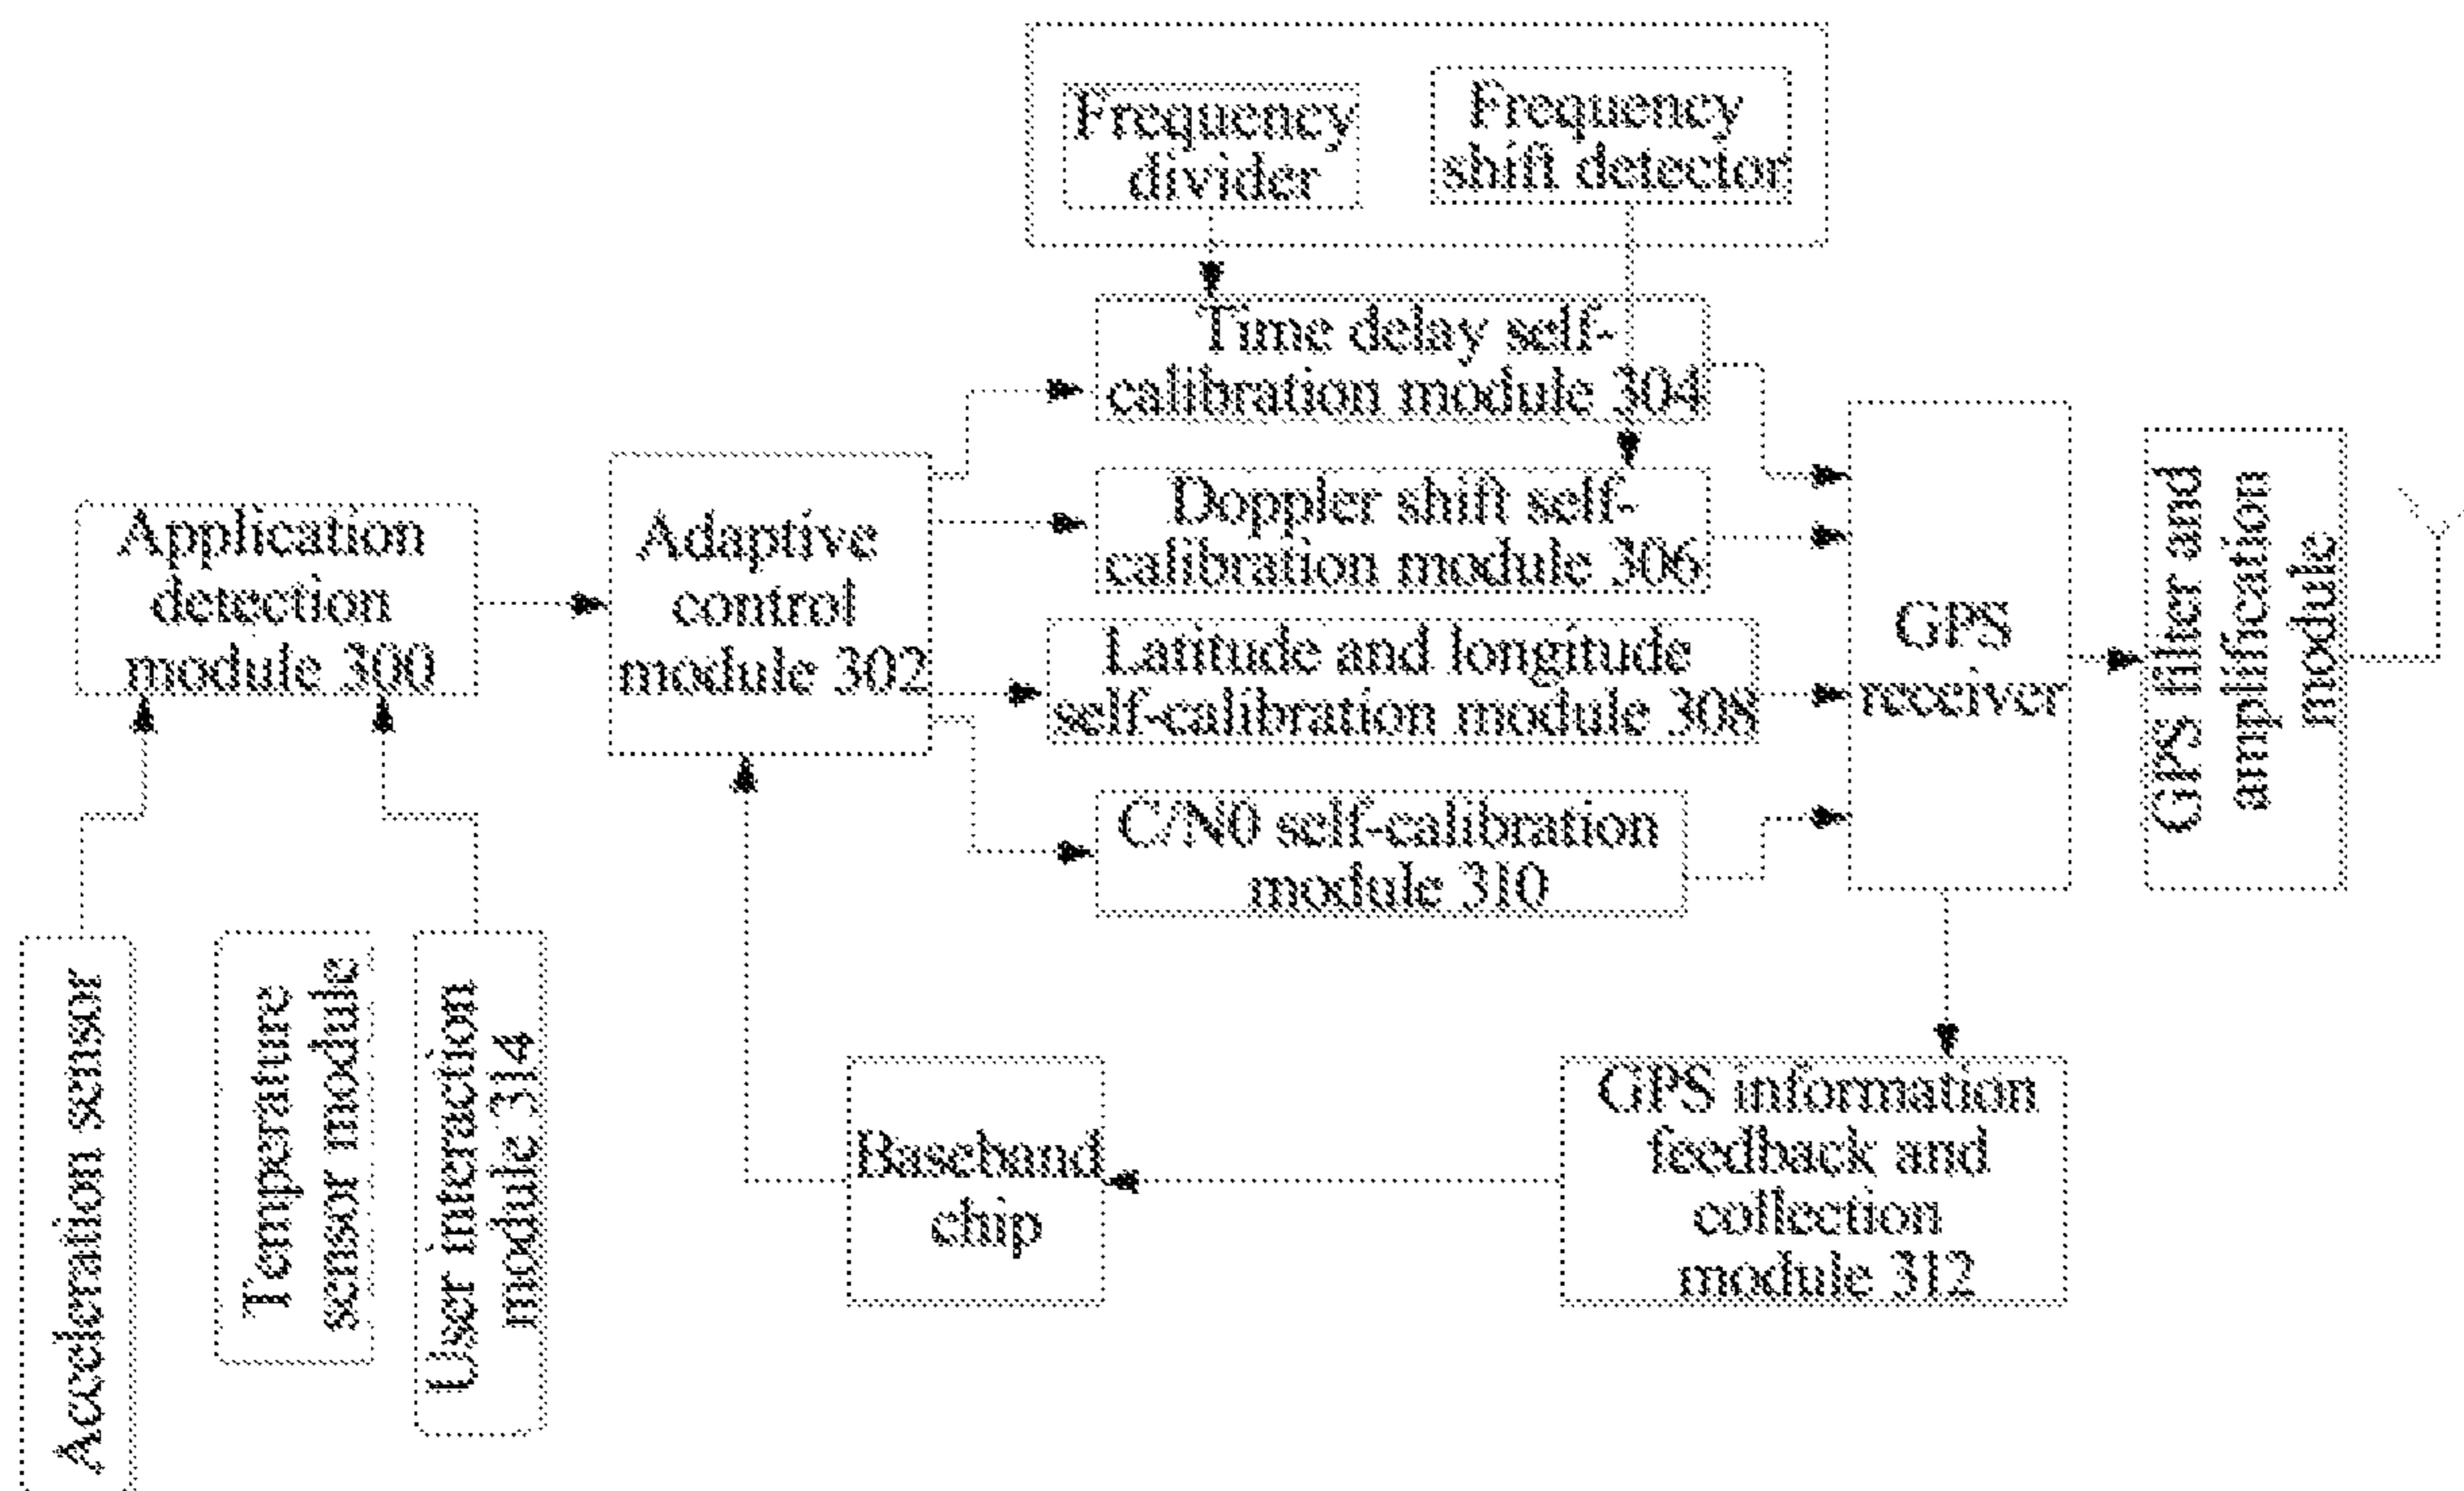 Frequency
divider
Frequency
shift detector
Time delay self-
calibration module 304
Doppler shift self-
calibration module 306
Latitude and longitude
self-calibration module 308
C/N0 self-calibration
module 310
Application
detection
module 300
Adaptive
control
module 302
GPS
receiver
GPS filter and
amplification
module
Acceleration sensor
Temperature
sensor module
User interaction
module 314
Baseband
chip
GPS information
feedback and
collection
module 312